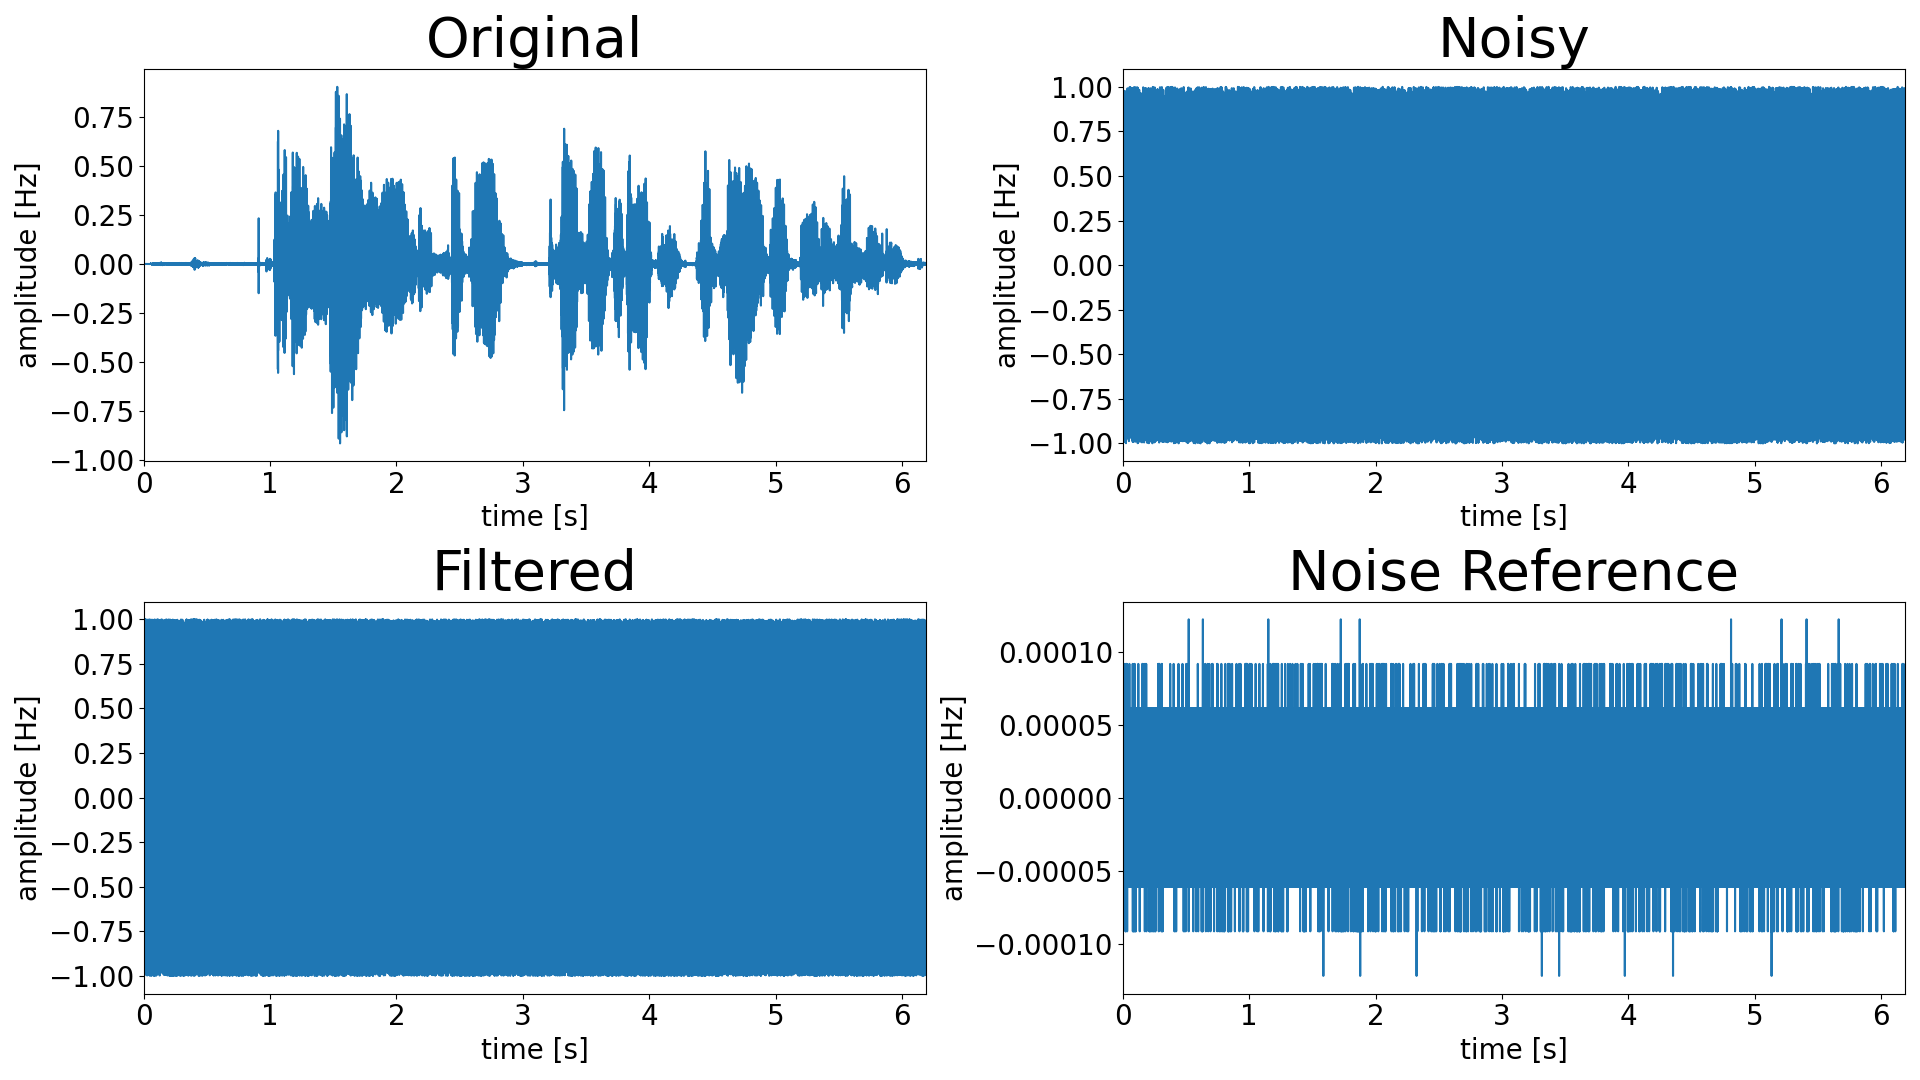 Original
amplitude [Hz]
0.75
0.50
0.25
0.00
−0.25
−0.50
−0.75
−1.00
0 1 2 3 4 5 6
time [s]
Noisy
amplitude [Hz]
1.00
0.75
0.50
0.25
0.00
−0.25
−0.50
−0.75
−1.00
0 1 2 3 4 5 6
time [s]
Filtered
amplitude [Hz]
1.00
0.75
0.50
0.25
0.00
−0.25
−0.50
−0.75
−1.00
0 1 2 3 4 5 6
time [s]
Noise Reference
amplitude [Hz]
0.00010
0.00005
0.00000
−0.00005
−0.00010
0 1 2 3 4 5 6
time [s]